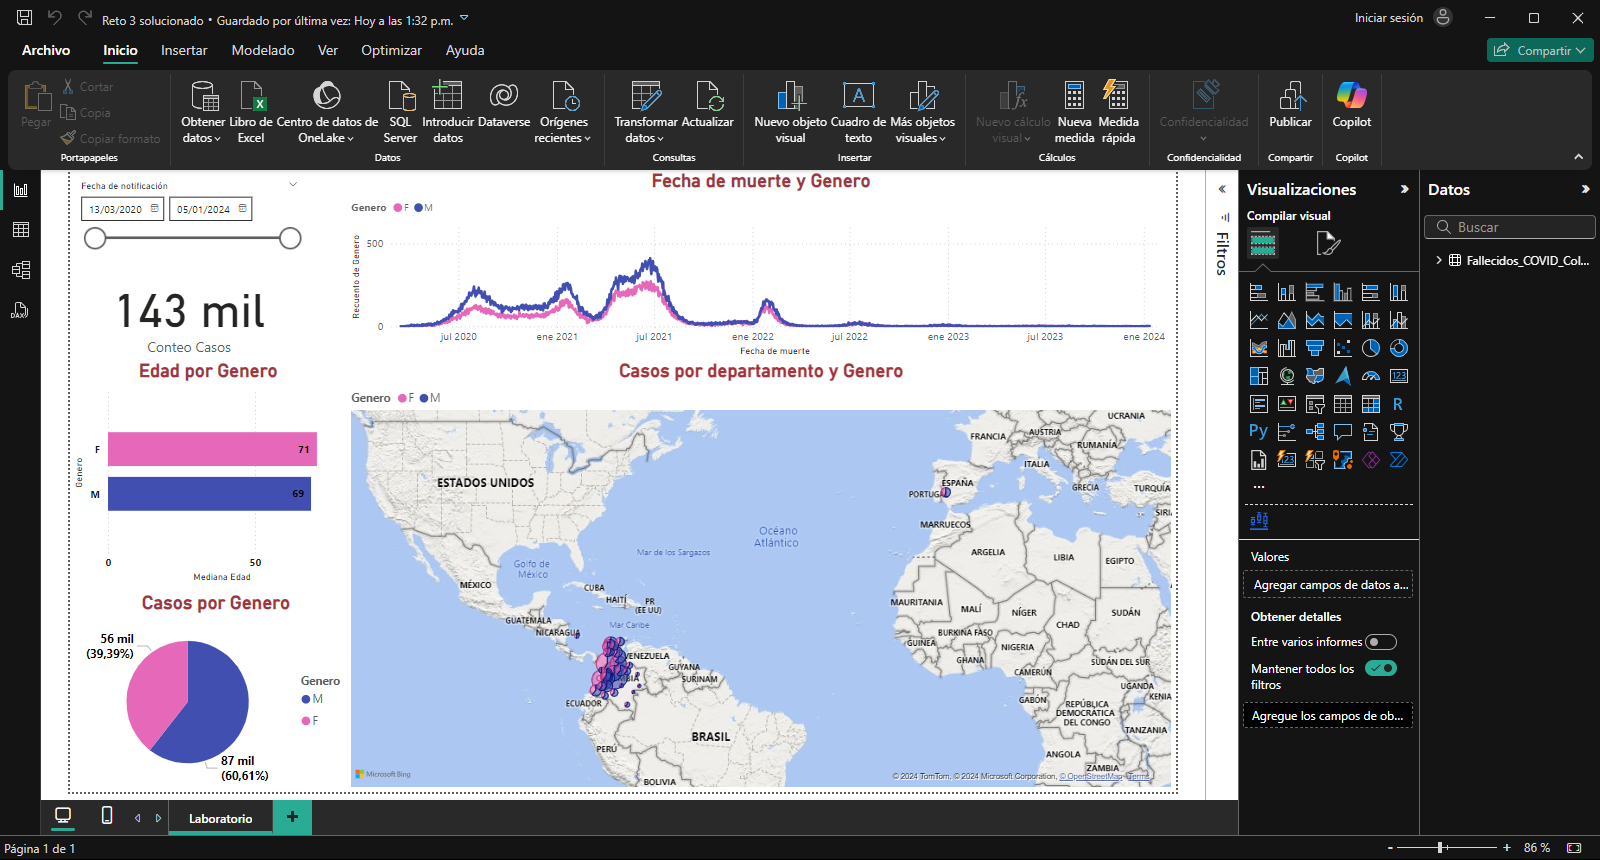 Reto 3 solucionado • Guardado por última vez: Hoy a las 1:32 p.m.
Iniciar sesión
Archivo Inicio Insertar Modelado Ver Optimizar Ayuda
Compartir
Pegar
Cortar
Copia
Copiar formato
Portapapeles
Obtener datos
Libro de Excel
Centro de datos de OneLake
SQL Server
Introducir datos
Dataverse
Orígenes recientes
Datos
Transformar datos
Actualizar
Consultas
Nuevo objeto visual
Cuadro de texto
Más objetos visuales
Insertar
Nuevo cálculo visual
Nueva medida
Medida rápida
Cálculos
Confidencialidad
Confidencialidad
Publicar
Compartir
Copilot
Copilot
Fecha de notificación
13/03/2020
05/01/2024
143 mil
Conteo Casos
Edad por Genero
Genero
F
71
M
69
0
50
Mediana Edad
Casos por Genero
56 mil
(39,39%)
87 mil
(60,61%)
Genero
M
F
Fecha de muerte y Genero
Genero F M
Recuento de Genero
500
0
jul 2020
ene 2021
jul 2021
ene 2022
jul 2022
ene 2023
jul 2023
ene 2024
Fecha de muerte
Casos por departamento y Genero
Genero F M
UCRANIA
FRANCIA
AUSTRIA
RUMANÍA
ITALIA
ESTADOS UNIDOS
ESPAÑA
PORTUGA
GRECIA
TURQUÍA
SIRI
MARRUECOS
Océano
Atlántico
Mar de los Sargazos
ARGELIA
LIBIA
EGIPTO
Golfo de
México
MÉXICO
CUBA
HAITÍ
PR
(EE UU)
MAURITANIA
MALÍ
NÍGER
CHAD
SUDÁN
GUATEMALA
NICARAGUA
Mar Caribe
BURKINA FASO
GUINEA
GHANA
NIGERIA
VENEZUELA
GUYANA
SURINAM
MBIA
CAMERÚN
SUDÁN DEL SUR
UGANDA
KENIA
ECUADOR
GABÓN
REPÚBLICA
DEMOCRÁTICA
DEL CONGO
TANZANIA
PERÚ
BRASIL
ANGOLA
ZAMBIA
BOLIVIA
Microsoft Bing
© 2024 TomTom, © 2024 Microsoft Corporation, © OpenStreetMap Terms
Filtros
Visualizaciones
Compilar visual
123
R
Py
123
...
Valores
Agregar campos de datos a...
Obtener detalles
Entre varios informes
Mantener todos los
filtros
Agregue los campos de ob...
Datos
Buscar
Fallecidos_COVID_Col...
DAX
Laboratorio
+
Página 1 de 1
- + 86 %